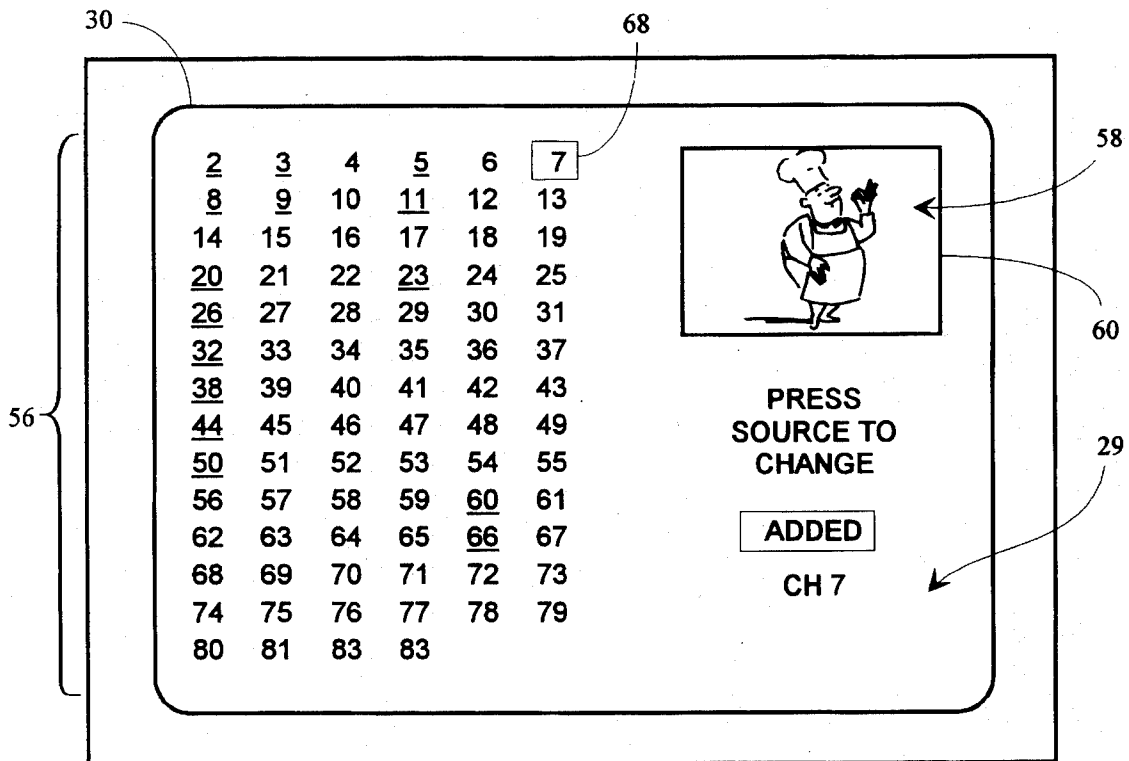 30 68
2 3 4 5 6 7
8 9 10 11 12 13
14 15 16 17 18 19
20 21 22 23 24 25
26 27 28 29 30 31
32 33 34 35 36 37
38 39 40 41 42 43
44 45 46 47 48 49
50 51 52 53 54 55
56 57 58 59 60 61
62 63 64 65 66 67
68 69 70 71 72 73
74 75 76 77 78 79
80 81 83 83
56
58
60
PRESS
SOURCE TO
CHANGE
29
ADDED
CH 7